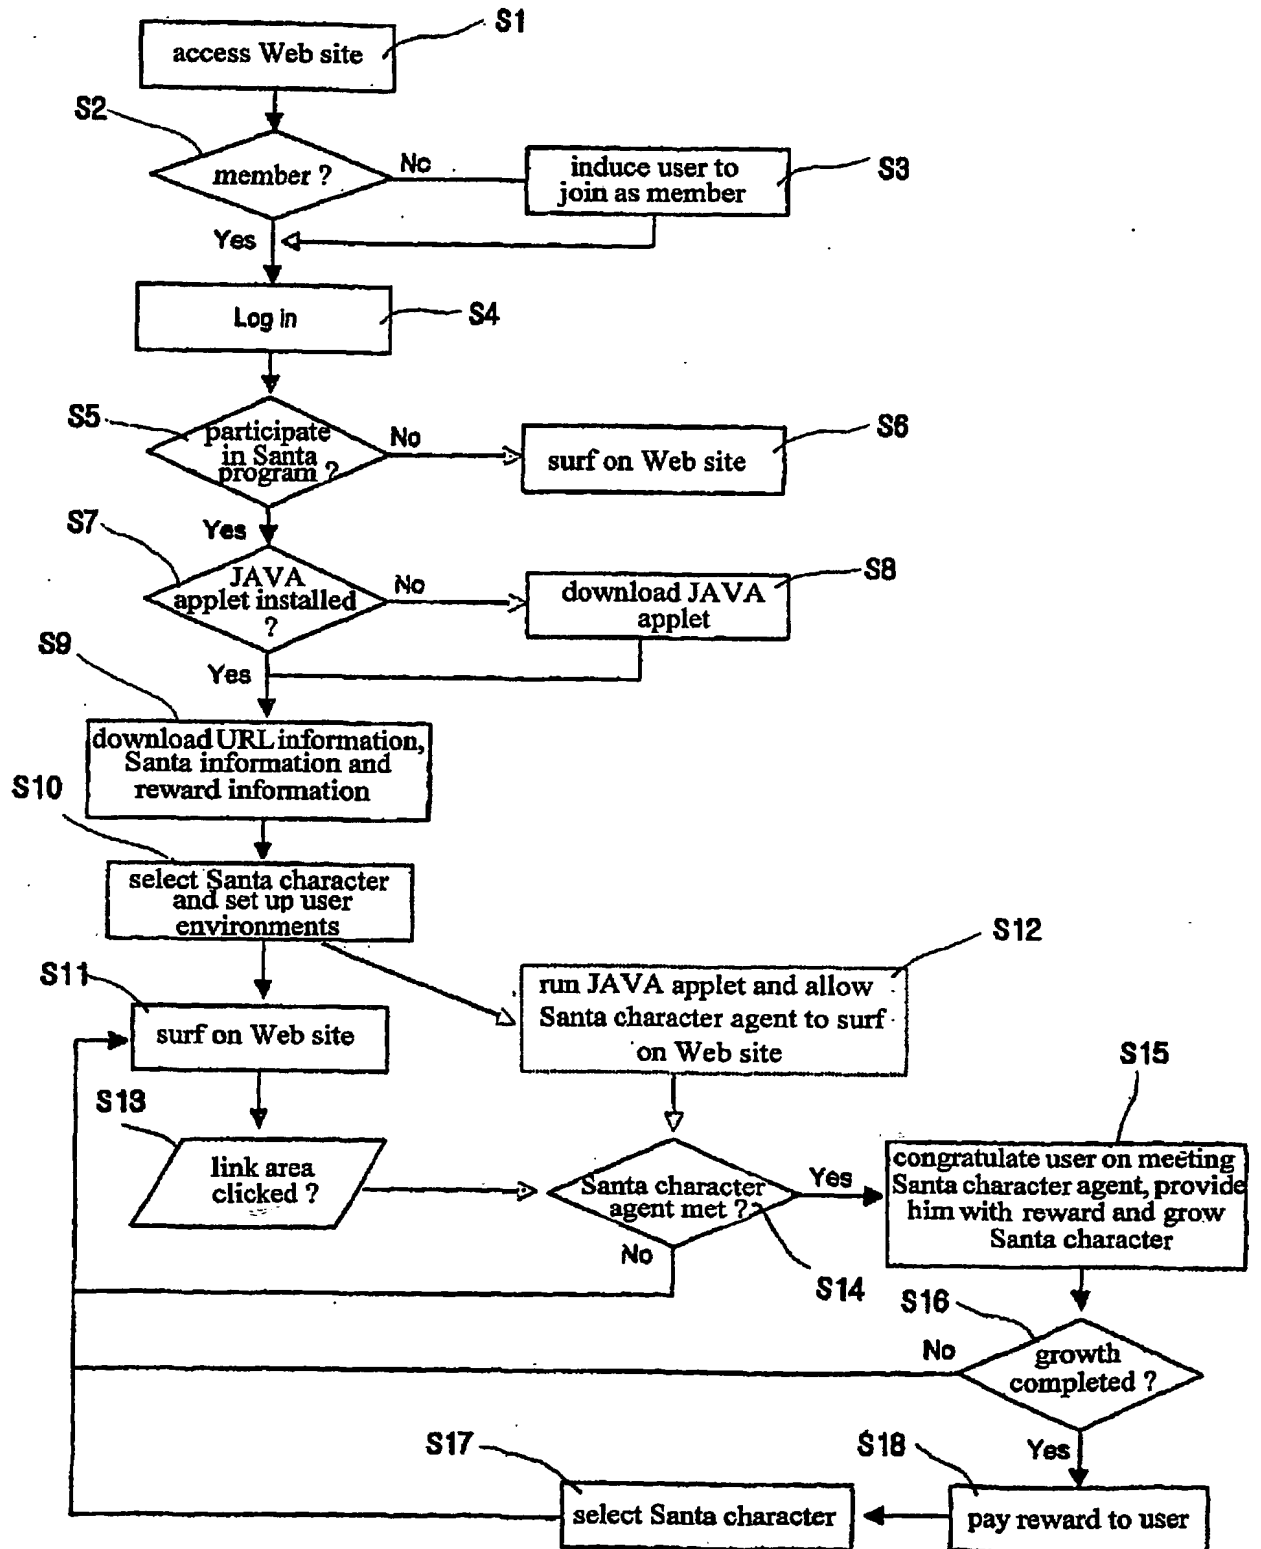 S1
access Web site
S2
member ?
No
induce user to
join as member
S3
Yes
Log in
S4
S5
participate
in Santa
program ?
No
surf on Web site
S6
Yes
S7
JAVA
applet installed
?
No
download JAVA
applet
S8
Yes
S9
download URL information,
Santa information and
reward information
S10
select Santa character
and set up user
environments
S11
surf on Web site
S12
run JAVA applet and allow
Santa character agent to surf
on Web site
S13
link area
clicked ?
Santa character
agent met ?
Yes
No
S14
S15
congratulate user on meeting
Santa character agent, provide
him with reward and grow
Santa character
S16
growth
completed ?
No
Yes
S17
select Santa character
S18
pay reward to user